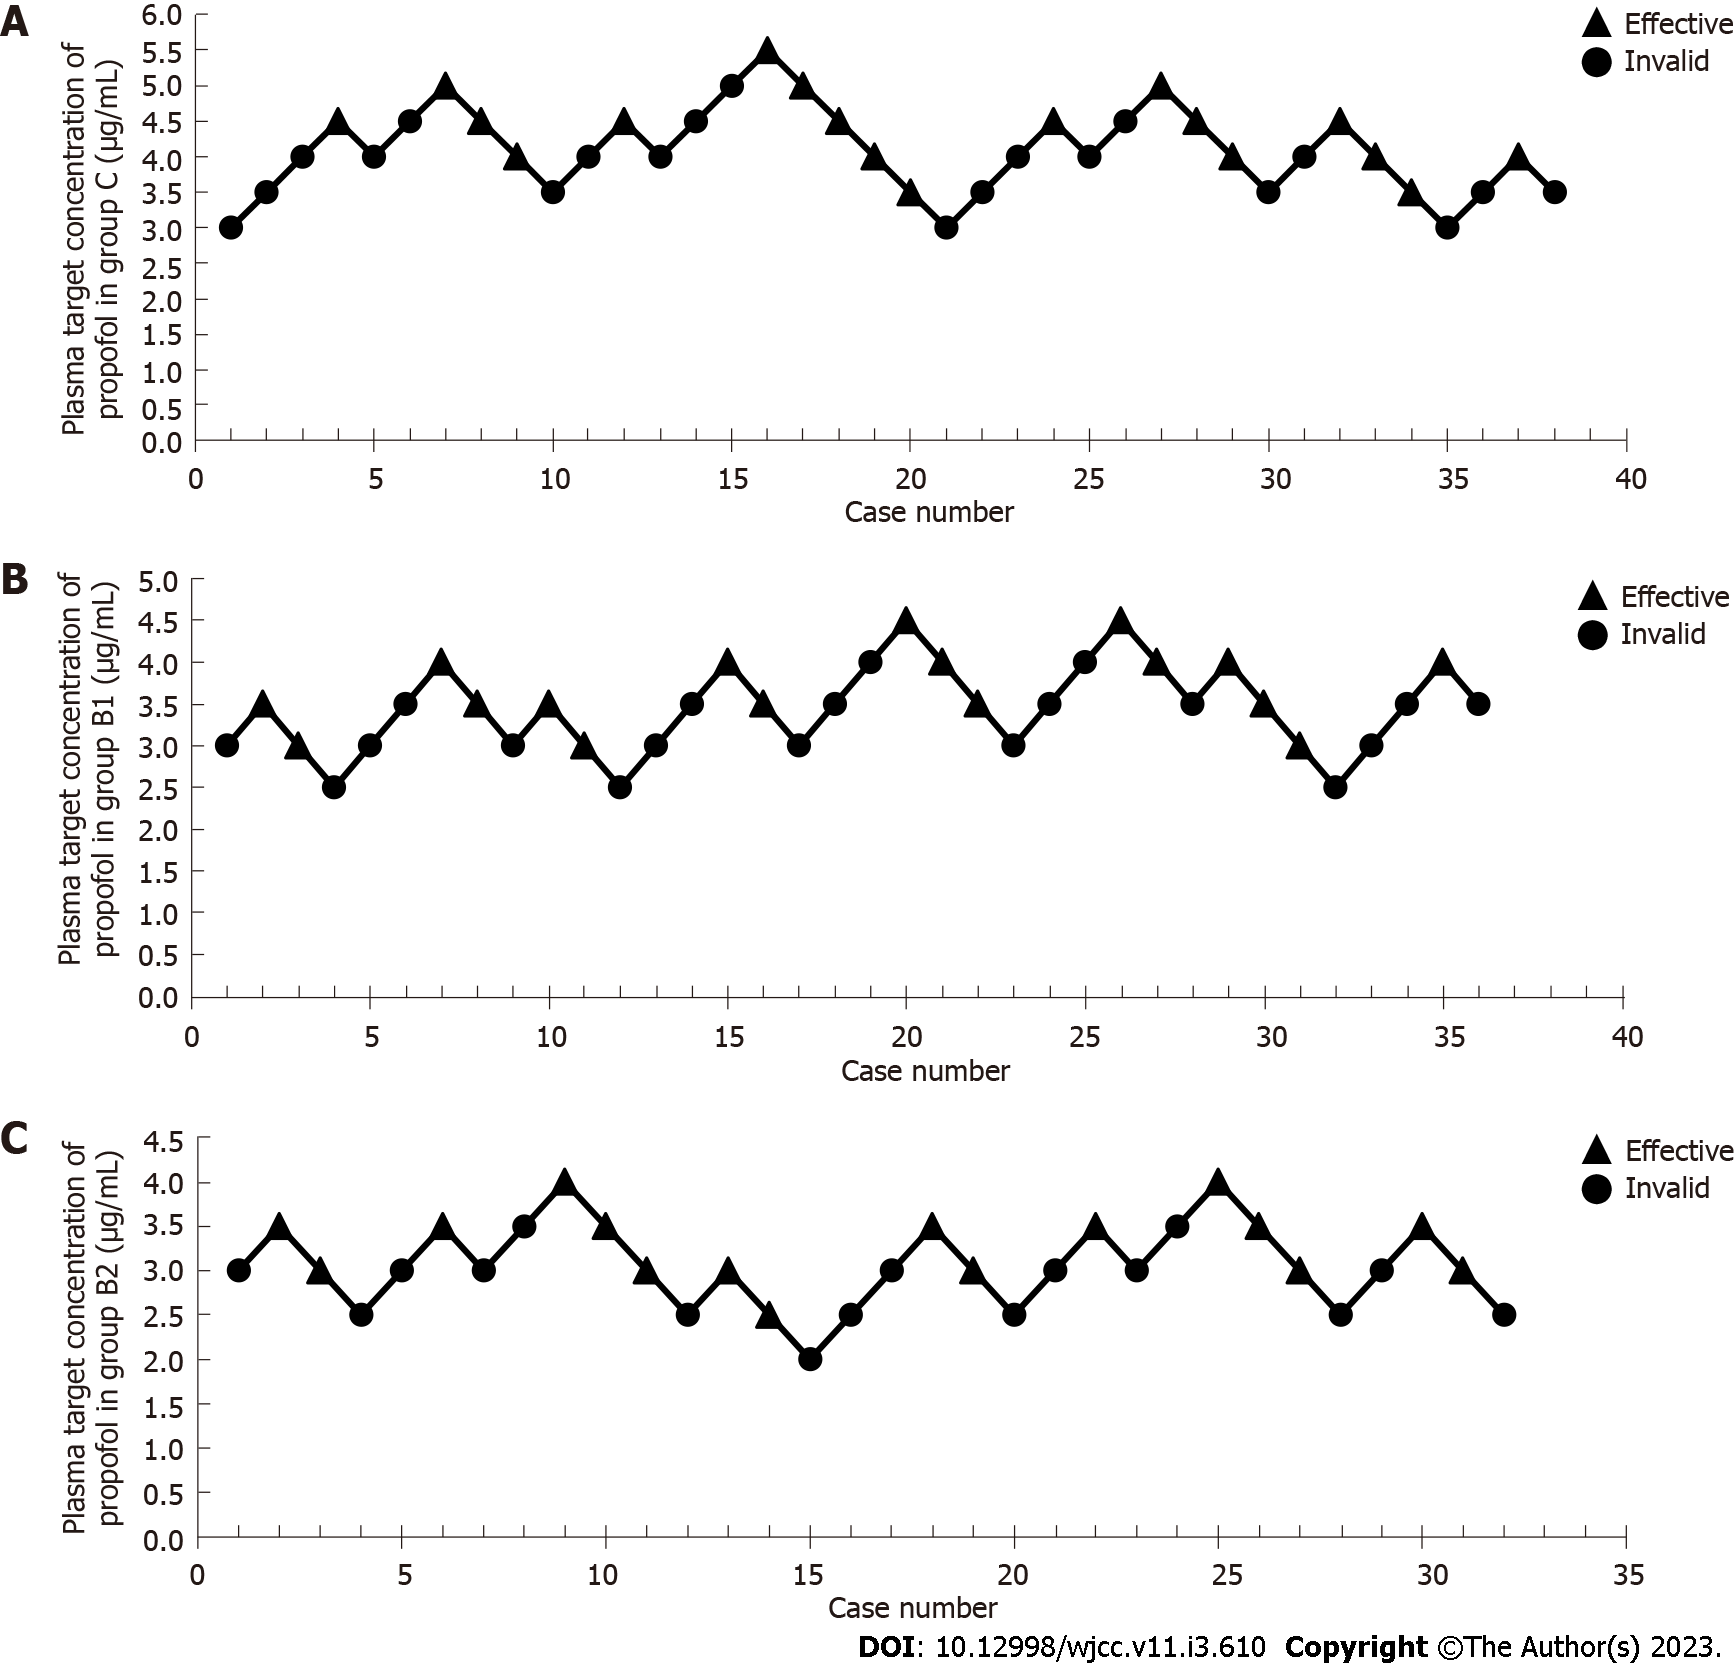 A
Plasma target concentration of
propofol in group C (µg/mL)
6.0
5.5
5.0
4.5
4.0
3.5
3.0
2.5
2.0
1.5
1.0
0.5
0.0
0 5 10 15 20 25 30 35 40
Case number
Effective
Invalid
B
Plasma target concentration of
propofol in group B1 (µg/mL)
5.0
4.5
4.0
3.5
3.0
2.5
2.0
1.5
1.0
0.5
0.0
0 5 10 15 20 25 30 35 40
Case number
Effective
Invalid
C
Plasma target concentration of
propofol in group B2 (µg/mL)
4.5
4.0
3.5
3.0
2.5
2.0
1.5
1.0
0.5
0.0
0 5 10 15 20 25 30 35
Case number
Effective
Invalid
DOI: 10.12998/wjcc.v11.i3.610 Copyright ©The Author(s) 2023.